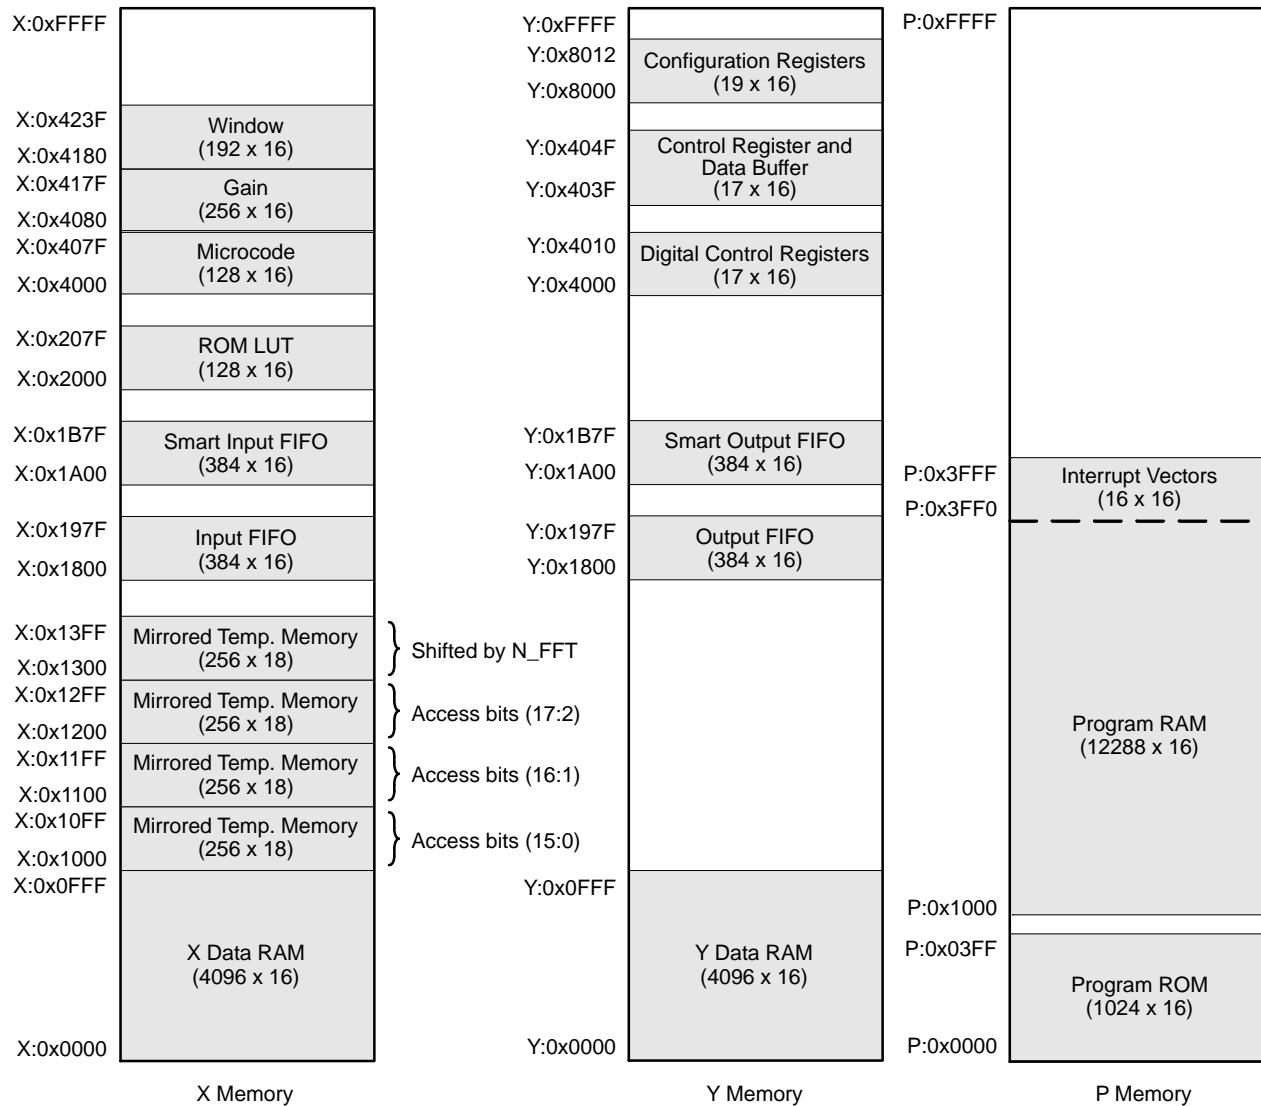 X:0xFFFF
X:0x423F
Window
(192 x 16)
X:0x4180
X:0x417F
Gain
(256 x 16)
X:0x4080
X:0x407F
Microcode
(128 x 16)
X:0x4000
X:0x207F
ROM LUT
(128 x 16)
X:0x2000
X:0x1B7F
Smart Input FIFO
(384 x 16)
X:0x1A00
X:0x197F
Input FIFO
(384 x 16)
X:0x1800
X:0x13FF
Mirrored Temp. Memory
(256 x 18)
Shifted by N_FFT
X:0x1300
X:0x12FF
Mirrored Temp. Memory
(256 x 18)
Access bits (17:2)
X:0x1200
X:0x11FF
Mirrored Temp. Memory
(256 x 18)
Access bits (16:1)
X:0x1100
X:0x10FF
Mirrored Temp. Memory
(256 x 18)
Access bits (15:0)
X:0x1000
X:0x0FFF
X Data RAM
(4096 x 16)
X:0x0000
X Memory
Y:0xFFFF
Y:0x8012
Configuration Registers
(19 x 16)
Y:0x8000
Y:0x404F
Control Register and
Data Buffer
(17 x 16)
Y:0x403F
Y:0x4010
Digital Control Registers
(17 x 16)
Y:0x4000
Y:0x1B7F
Smart Output FIFO
(384 x 16)
Y:0x1A00
Y:0x197F
Output FIFO
(384 x 16)
Y:0x1800
Y:0x0FFF
Y Data RAM
(4096 x 16)
Y:0x0000
Y Memory
P:0xFFFF
P:0x3FFF
Interrupt Vectors
(16 x 16)
P:0x3FF0
Program RAM
(12288 x 16)
P:0x1000
P:0x03FF
Program ROM
(1024 x 16)
P:0x0000
P Memory